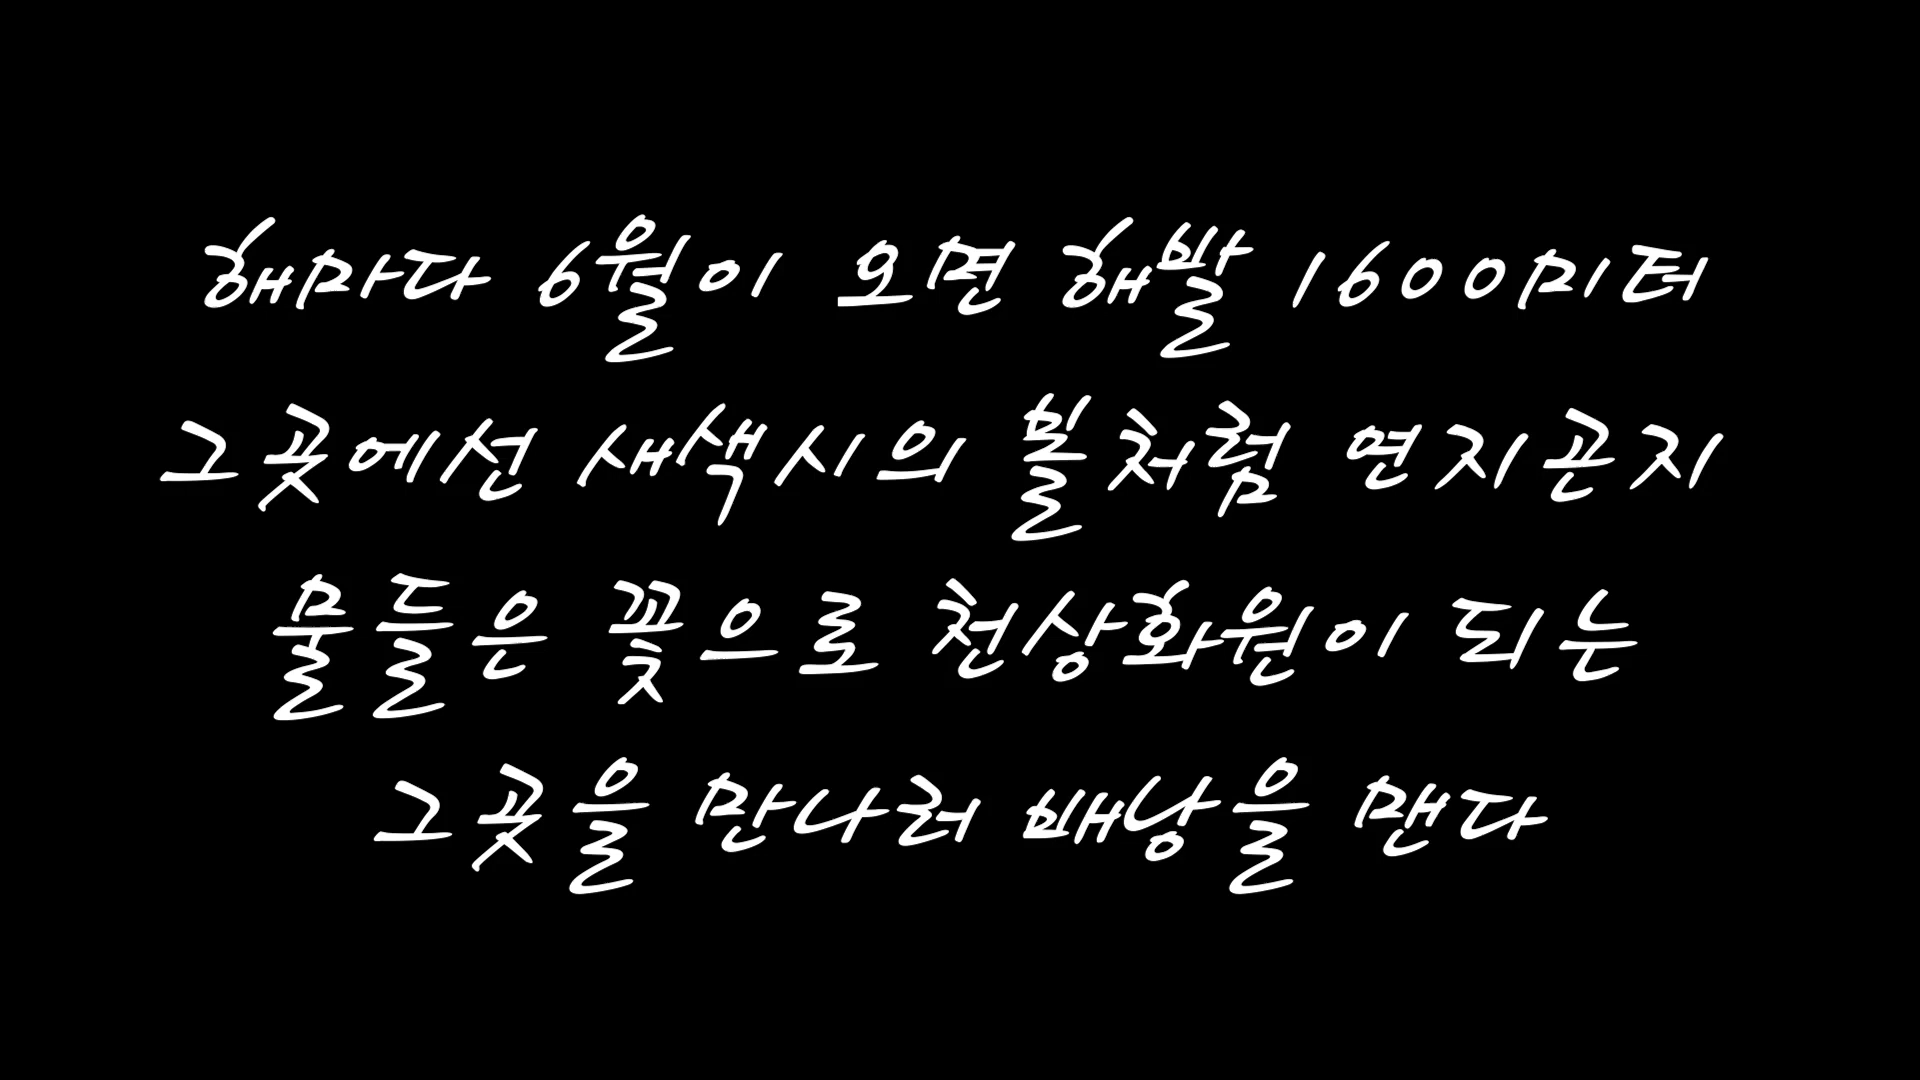 해마다 6월이 오면 해발 1600미터
그곳에선 새색시의 볼처럼 연지곤지
물들은 꽃으로 천상화원이 되는
그곳을 만나러 배낭을 맨다